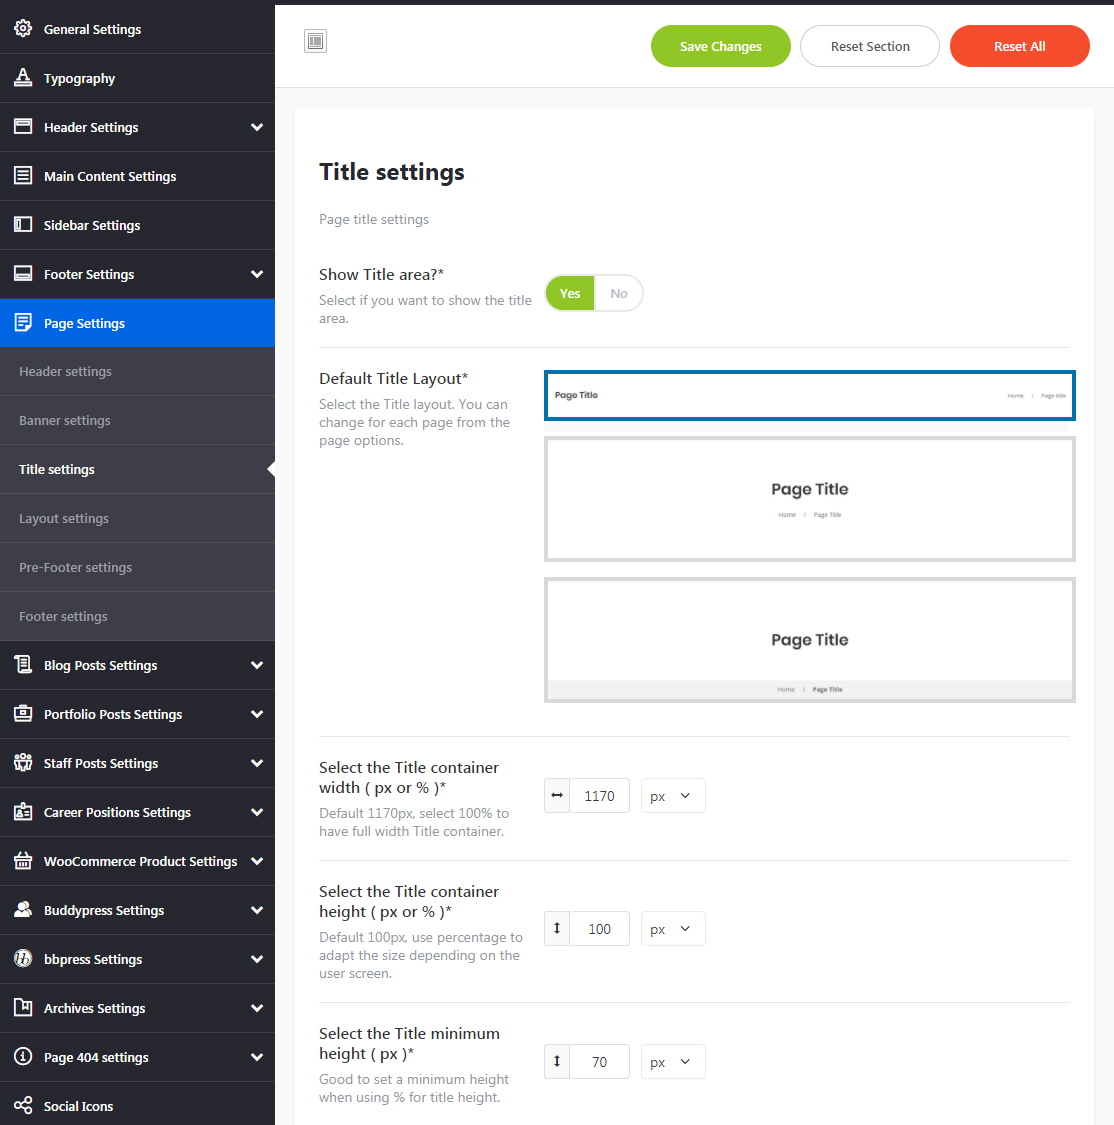 General Settings
Typography
Header Settings
Main Content Settings
Sidebar Settings
Footer Settings
Page Settings
Header settings
Banner settings
Title settings
Layout settings
Pre-Footer settings
Footer settings
Blog Posts Settings
Portfolio Posts Settings
Staff Posts Settings
Career Positions Settings
WooCommerce Product Settings
Buddypress Settings
bbpress Settings
Archives Settings
Page 404 settings
Social Icons
Save Changes
Reset Section
Reset All
Title settings
Page title settings
Show Title area?*
Select if you want to show the title
area.
Yes
No
Default Title Layout*
Select the Title layout. You can
change for each page from the
page options.
Page Title
Home / Page title
Page Title
Home / Page Title
Page Title
Home / Page Title
Select the Title container
width ( px or % )*
Default 1170px, select 100% to
have full width Title container.
1170
px
Select the Title container
height ( px or % )*
Default 100px, use percentage to
adapt the size depending on the
user screen.
100
px
Select the Title minimum
height ( px )*
Good to set a minimum height
when using % for title height.
70
px